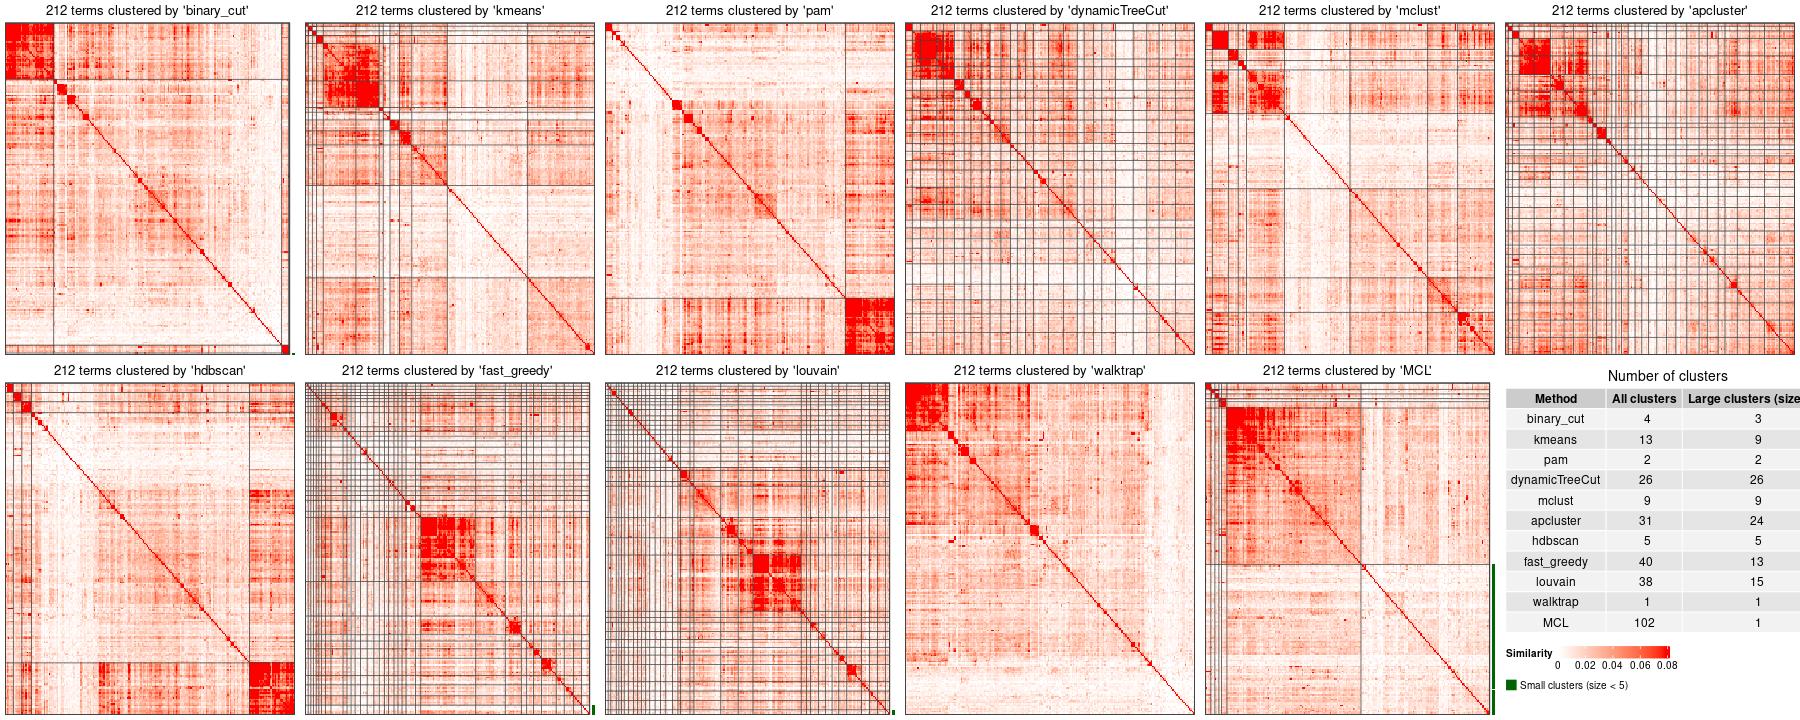 212 terms clustered by 'binary_cut'
212 terms clustered by 'kmeans'
212 terms clustered by 'pam'
212 terms clustered by 'dynamicTreeCut'
212 terms clustered by 'mclust'
212 terms clustered by 'apcluster'
212 terms clustered by 'hdbscan'
212 terms clustered by 'fast_greedy'
212 terms clustered by 'louvain'
212 terms clustered by 'walktrap'
212 terms clustered by 'MCL'
Number of clusters
Method All clusters Large clusters (size
binary_cut 4 3
kmeans 13 9
pam 2 2
dynamicTreeCut 26 26
mclust 9 9
apcluster 31 24
hdbscan 5 5
fast_greedy 40 13
louvain 38 15
walktrap 1 1
MCL 102 1
Similarity
0 0.02 0.04 0.06 0.08
Small clusters (size < 5)